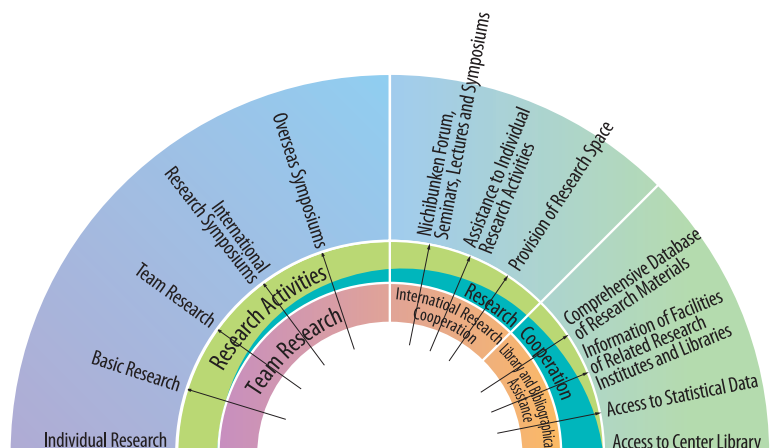 Individual Research
Basic Research
Team Research
International
Research Symposiums
Overseas Symposiums
Nichibunken Forum,
Seminars, Lectures and Symposiums
Assistance to Individual
Research Activities
Provision of Research Space
Comprehensive Database
of Research Materials
Information of Facilities
of Related Research
Institutes and Libraries
Access to Statistical Data
Access to Center Library
Research Activities
Research
Cooperation
Team Research
International Research
Cooperation
Library and Bibliographical
Assistance